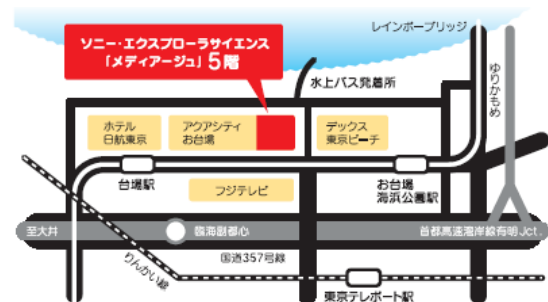 レインボーブリッジ
ソニー・エクスプローラサイエンス
「メディアージュ」5階
水上バス発着所
ゆりかもめ
ホテル
日航東京
アクアシティ
お台場
デックス
東京ビーチ
台場駅
フジテレビ
お台場
海浜公園駅
至大井
臨海副都心
首都高速湾岸線有明Jct.
りんかい線
国道357号線
東京テレポート駅